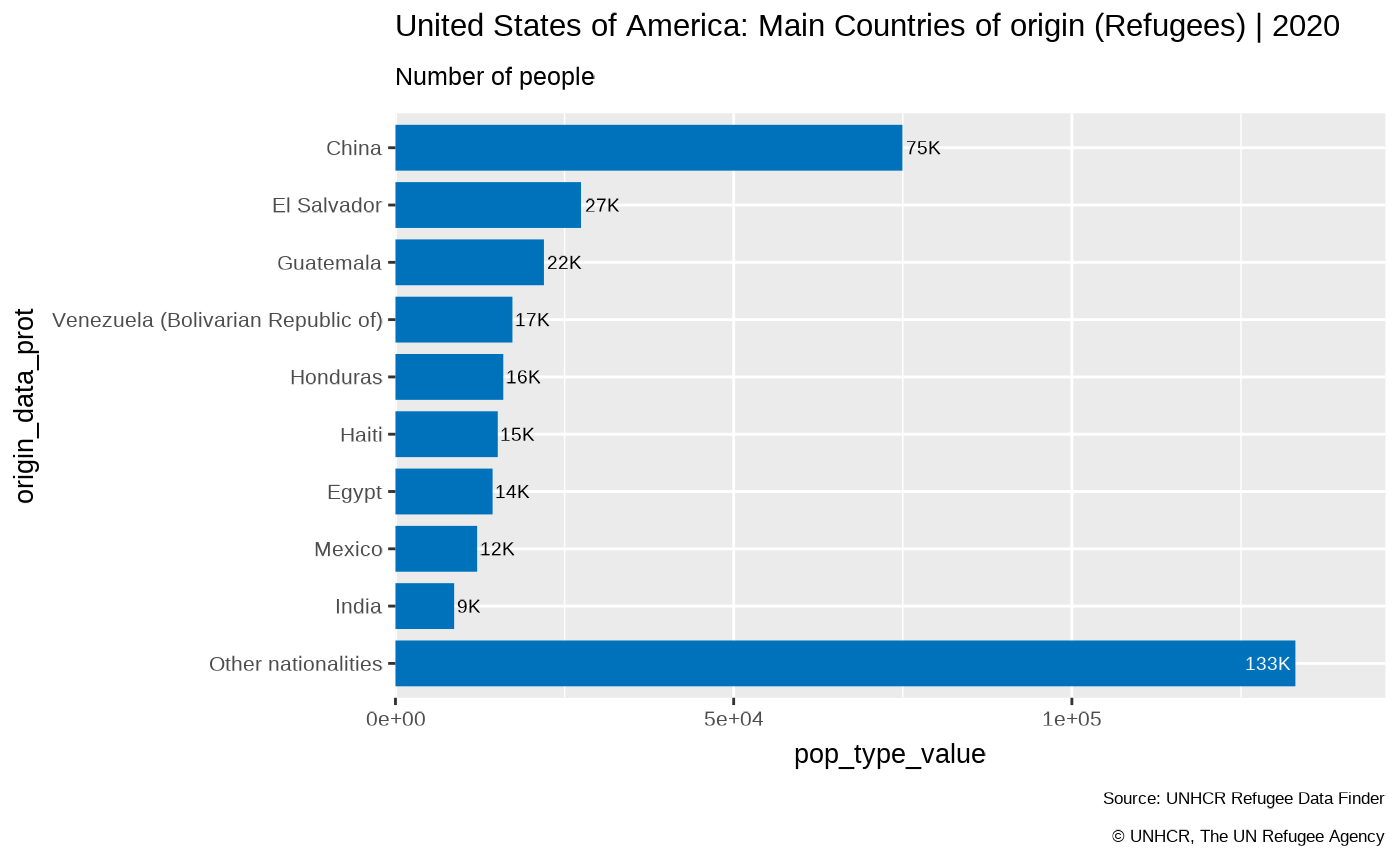 United States of America: Main Countries of origin (Refugees) | 2020
Number of people
China
75K
El Salvador
27K
Guatemala
22K
Venezuela (Bolivarian Republic of)
17K
Honduras
16K
Haiti
15K
Egypt
14K
Mexico
12K
India
9K
Other nationalities
133K
origin_data_prot
0e+00
5e+04
1e+05
pop_type_value
Source: UNHCR Refugee Data Finder
© UNHCR, The UN Refugee Agency